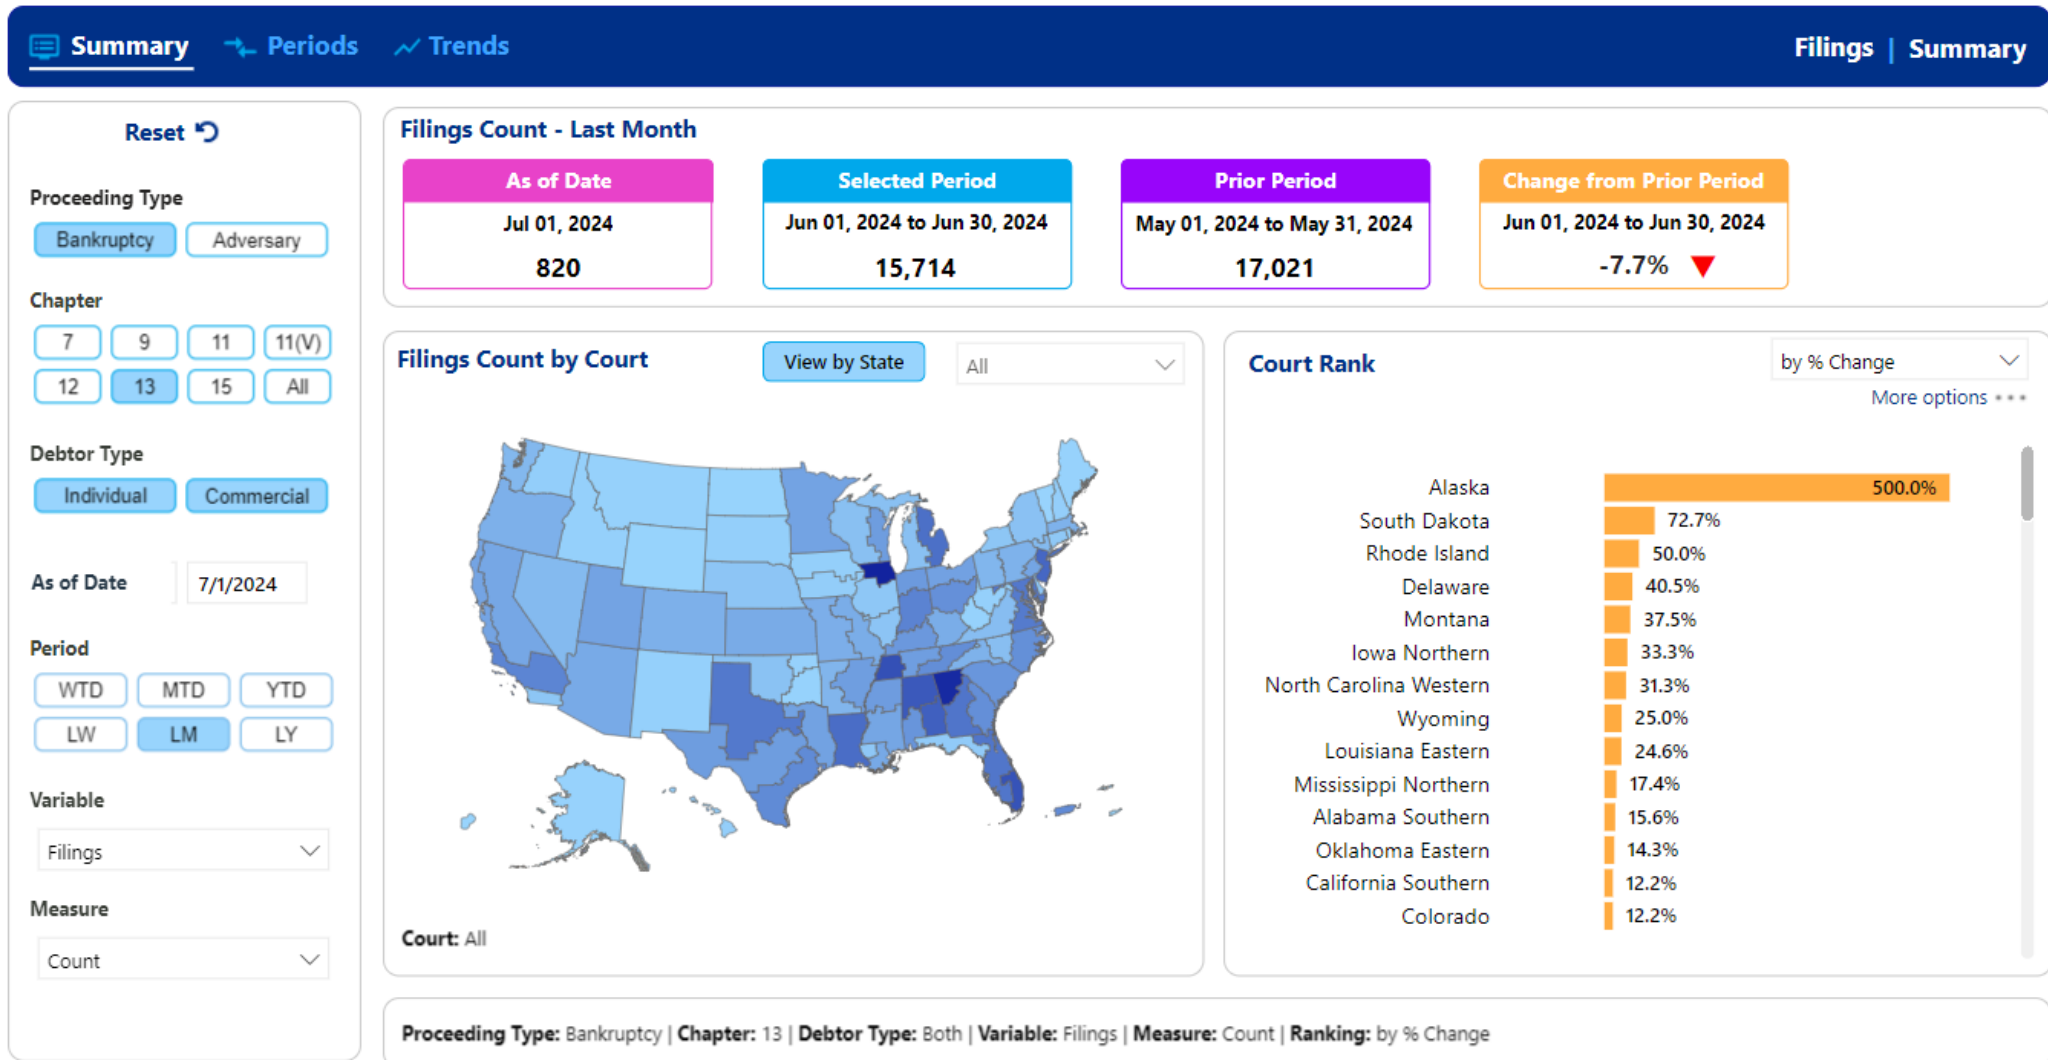 Summary Periods Trends Filings | Summary
Reset
Proceeding Type
Bankruptcy Adversary
Chapter
7 9 11 11(V)
12 13 15 All
Debtor Type
Individual Commercial
As of Date 7/1/2024
Period
WTD MTD YTD
LW LM LY
Variable
Filings
Measure
Count
Filings Count - Last Month
As of Date
Jul 01, 2024
820
Selected Period
Jun 01, 2024 to Jun 30, 2024
15,714
Prior Period
May 01, 2024 to May 31, 2024
17,021
Change from Prior Period
Jun 01, 2024 to Jun 30, 2024
-7.7%
Filings Count by Court View by State All
Court: All
Court Rank by % Change
More options
Alaska 500.0%
South Dakota 72.7%
Rhode Island 50.0%
Delaware 40.5%
Montana 37.5%
Iowa Northern 33.3%
North Carolina Western 31.3%
Wyoming 25.0%
Louisiana Eastern 24.6%
Mississippi Northern 17.4%
Alabama Southern 15.6%
Oklahoma Eastern 14.3%
California Southern 12.2%
Colorado 12.2%
Proceeding Type: Bankruptcy | Chapter: 13 | Debtor Type: Both | Variable: Filings | Measure: Count | Ranking: by % Change